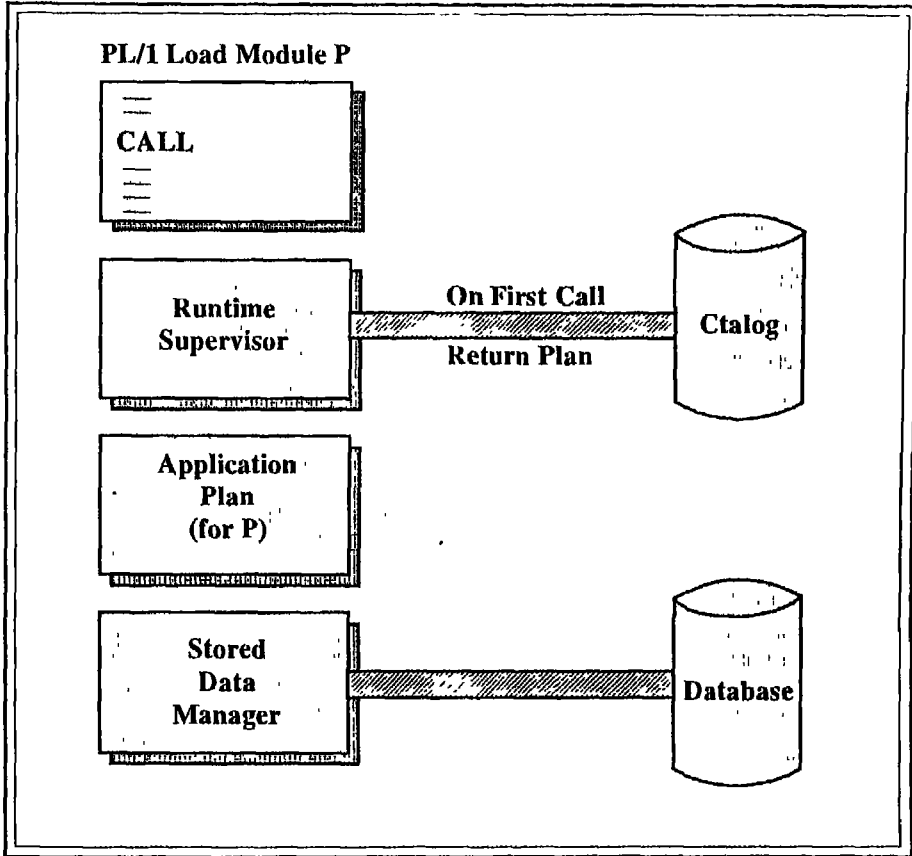 PL/1 Load Module P
CALL
Runtime
Supervisor
On First Call
Return Plan
Ctalog
Application
Plan
(for P)
Stored
Data
Manager
Database